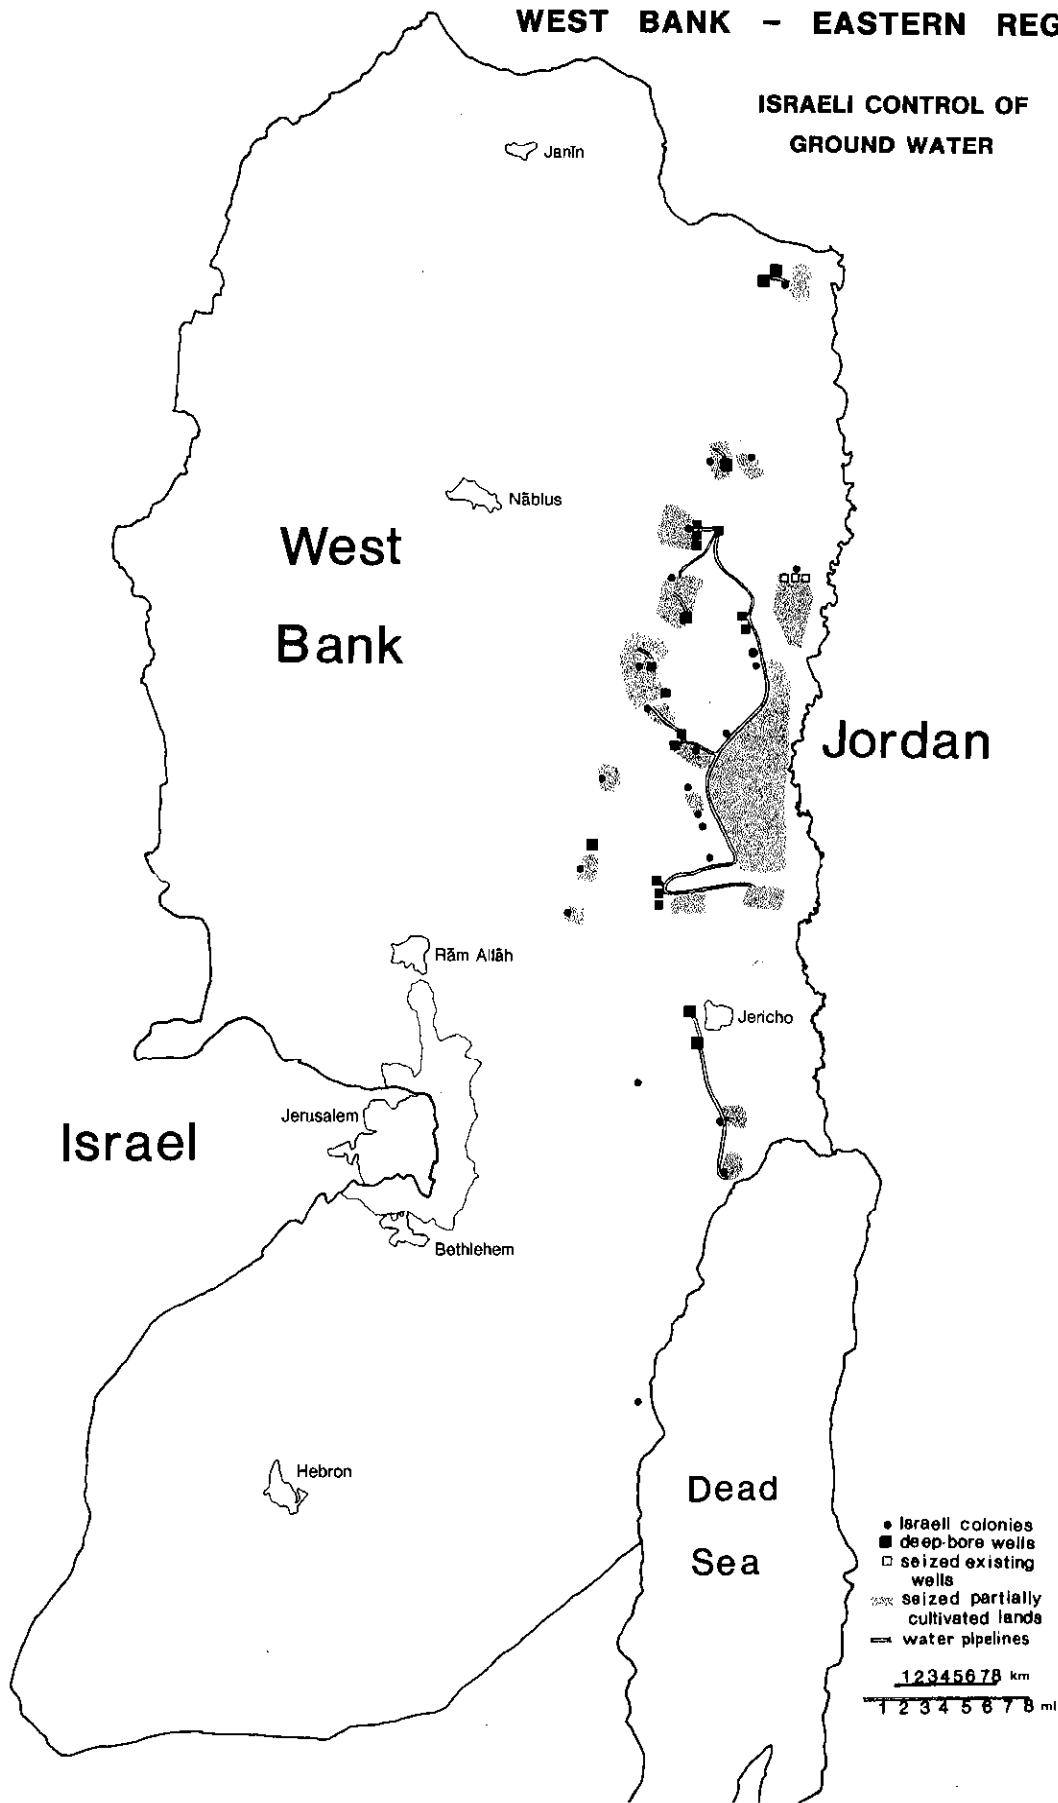 WEST BANK – EASTERN REG
ISRAELI CONTROL OF
GROUND WATER
Janīn
Nāblus
West
Bank
Jordan
Rām Allāh
Jericho
Jerusalem
Israel
Bethlehem
Hebron
Dead
Sea
Israeli colonies
deep-bore wells
seized existing
wells
seized partially
cultivated lands
water pipelines
12345678 km
1 2 3 4 5 6 7 8 mi